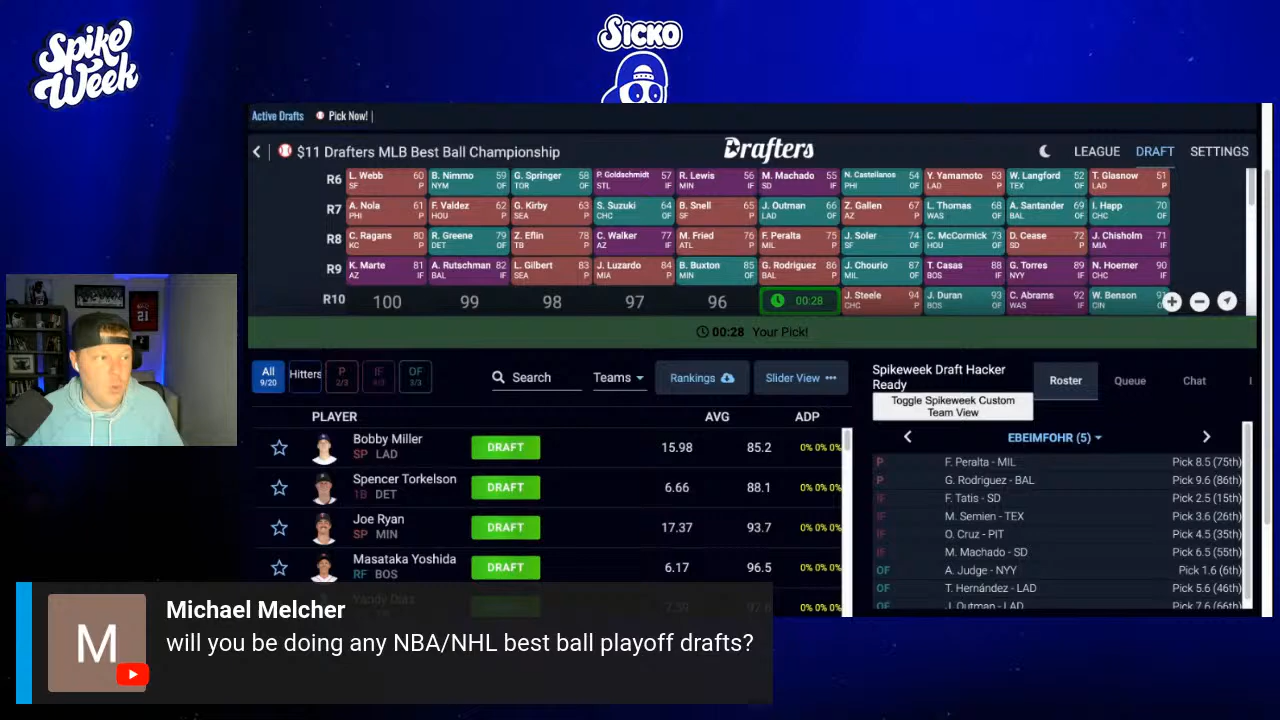 Spike Week
SICKO
Active Drafts Pick Now! |
$11 Drafters MLB Best Ball Championship
Drafters
LEAGUE DRAFT SETTINGS
R6
L. Webb 60 SF P
B. Nimmo 59 NYM OF
G. Springer 58 TOR OF
P. Goldschmidt 57 STL IF
R. Lewis 56 MIN IF
M. Machado 55 SD IF
N. Castellanos 54 PHI OF
Y. Yamamoto 53 LAD P
W. Langford 52 TEX OF
T. Glasnow 51 LAD P
R7
A. Nola 61 PHI P
F. Valdez 62 HOU P
G. Kirby 63 SEA P
S. Suzuki 64 CHC OF
B. Snell 65 SF P
J. Outman 66 LAD OF
Z. Gallen 67 AZ P
L. Thomas 68 WAS OF
A. Santander 69 BAL OF
I. Happ 70 CHC OF
R8
C. Ragans 80 KC P
R. Greene 79 DET OF
Z. Eflin 78 TB P
C. Walker 77 AZ IF
M. Fried 76 ATL P
F. Peralta 75 MIL P
J. Soler 74 SF OF
C. McCormick 73 HOU OF
D. Cease 72 SD P
J. Chisholm 71 MIA IF
R9
K. Marte 81 AZ IF
A. Rutschman 82 BAL IF
L. Gilbert 83 SEA P
J. Luzardo 84 MIA P
B. Buxton 85 MIN OF
G. Rodriguez 86 BAL P
J. Chourio 87 MIL OF
T. Casas 88 BOS IF
G. Torres 89 NYY IF
N. Hoerner 90 CHC IF
R10
100 99 98 97 96 00:28
J. Steele 94 CHC P
J. Duran 93 BOS OF
C. Abrams 92 WAS IF
W. Benson CIN OF
00:28 Your Pick!
All 9/20 Hitters P 2/3 IF OF 3/3
Search Teams Rankings Slider View
PLAYER AVG ADP
Bobby Miller
SP LAD DRAFT 15.98 85.2 0% 0% 0%
Spencer Torkelson
1B DET DRAFT 6.66 88.1 0% 0% 0%
Joe Ryan
SP MIN DRAFT 17.37 93.7 0% 0% 0%
Masataka Yoshida
RF BOS DRAFT 6.17 96.5 0% 0% 0%
Spikeweek Draft Hacker
Ready
Toggle Spikeweek Custom
Team View
Roster Queue Chat
EBEIMFOHR (5)
P F. Peralta - MIL Pick 8.5 (75th)
P G. Rodriguez - BAL Pick 9.6 (86th)
IF F. Tatis - SD Pick 2.5 (15th)
IF M. Semien - TEX Pick 3.6 (26th)
IF O. Cruz - PIT Pick 4.5 (35th)
IF M. Machado - SD Pick 6.5 (55th)
OF A. Judge - NYY Pick 1.6 (6th)
OF T. Hernández - LAD Pick 5.6 (46th)
OF J. Outman - LAD Pick 7.6 (66th)
M
Michael Melcher
will you be doing any NBA/NHL best ball playoff drafts?